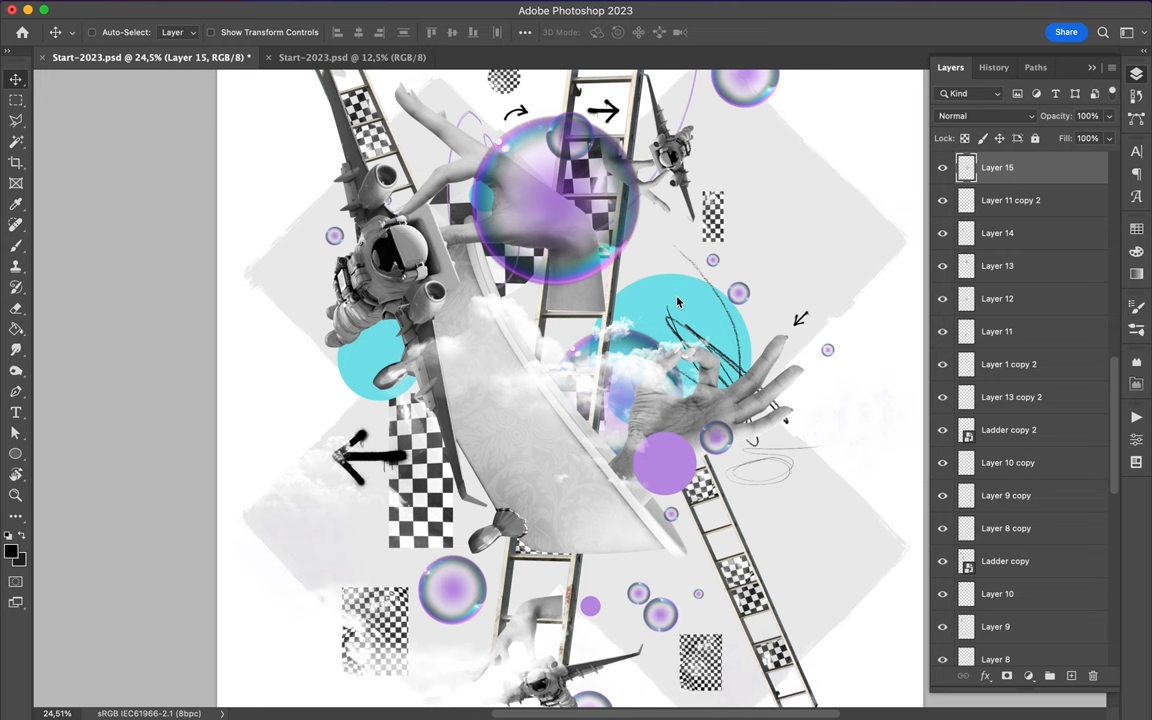 Adobe Photoshop 2023
Auto-Select: Layer Show Transform Controls ••• 3D Mode: Share
Start-2023.psd @ 24,5% (Layer 15, RGB/8) * Start-2023.psd @ 12,5% (RGB/8)
Layers History Paths
Kind
Normal Opacity: 100%
Lock: Fill: 100%
Layer 15
Layer 11 copy 2
Layer 14
Layer 13
Layer 12
Layer 11
Layer 1 copy 2
Layer 13 copy 2
Ladder copy 2
Layer 10 copy
Layer 9 copy
Layer 8 copy
Ladder copy
Layer 10
Layer 9
Layer 8
24,51% sRGB IEC61966-2.1 (8bpc)